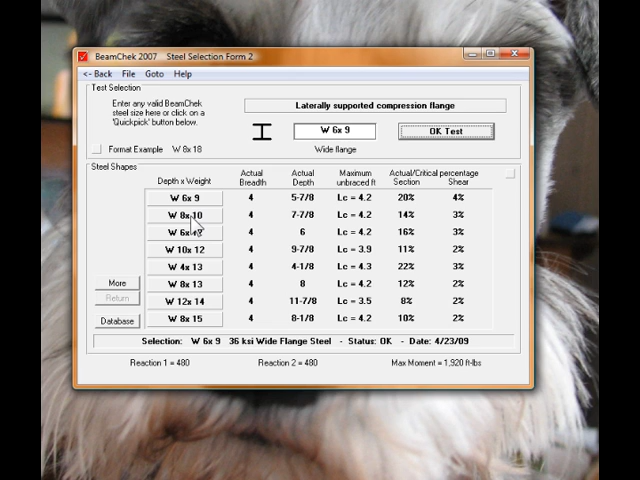 BeamChek 2007 Steel Selection Form 2
<- Back File Goto Help
Test Selection
Enter any valid BeamChek
steel size here or click on a
'Quickpick' button below.
Laterally supported compression flange
W 6x 9
OK Test
Format Example W 8x 18
Wide flange
Steel Shapes
Depth x Weight
Actual Breadth
Actual Depth
Maximum unbraced ft
Actual/Critical percentage
Section Shear
W 6x 9 4 5-7/8 Lc = 4.2 20% 4%
W 8x 10 4 7-7/8 Lc = 4.2 14% 3%
W 6x 4 6 Lc = 4.2 16% 3%
W 10x 12 4 9-7/8 Lc = 3.9 11% 2%
W 4x 13 4 4-1/8 Lc = 4.3 22% 3%
W 8x 13 4 8 Lc = 4.2 12% 2%
W 12x 14 4 11-7/8 Lc = 3.5 8% 2%
W 8x 15 4 8-1/8 Lc = 4.2 10% 2%
More
Return
Database
Selection: W 6x 9 36 ksi Wide Flange Steel - Status: OK - Date: 4/23/09
Reaction 1 = 480 Reaction 2 = 480 Max Moment = 1,920 ft-lbs